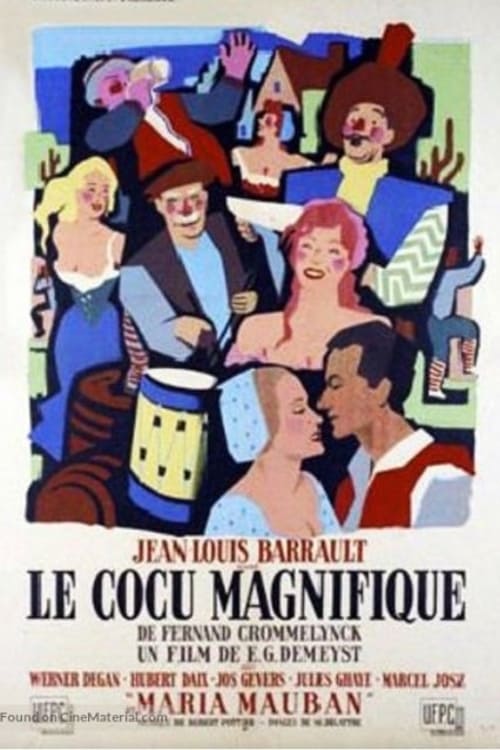 JEAN-LOUIS BARRAULT
LE COCU MAGNIFIQUE
DE FERNAND CROMMELYNCK
UN FILM DE E.G. DEMEYST
WERNER DEGAN · HUBERT DAIX · JOS GEVERS · JULES GHAYE · MARCEL JOSZ
"MARIA MAUBAN"
UFPC
UFPC
Found on CineMaterial.com